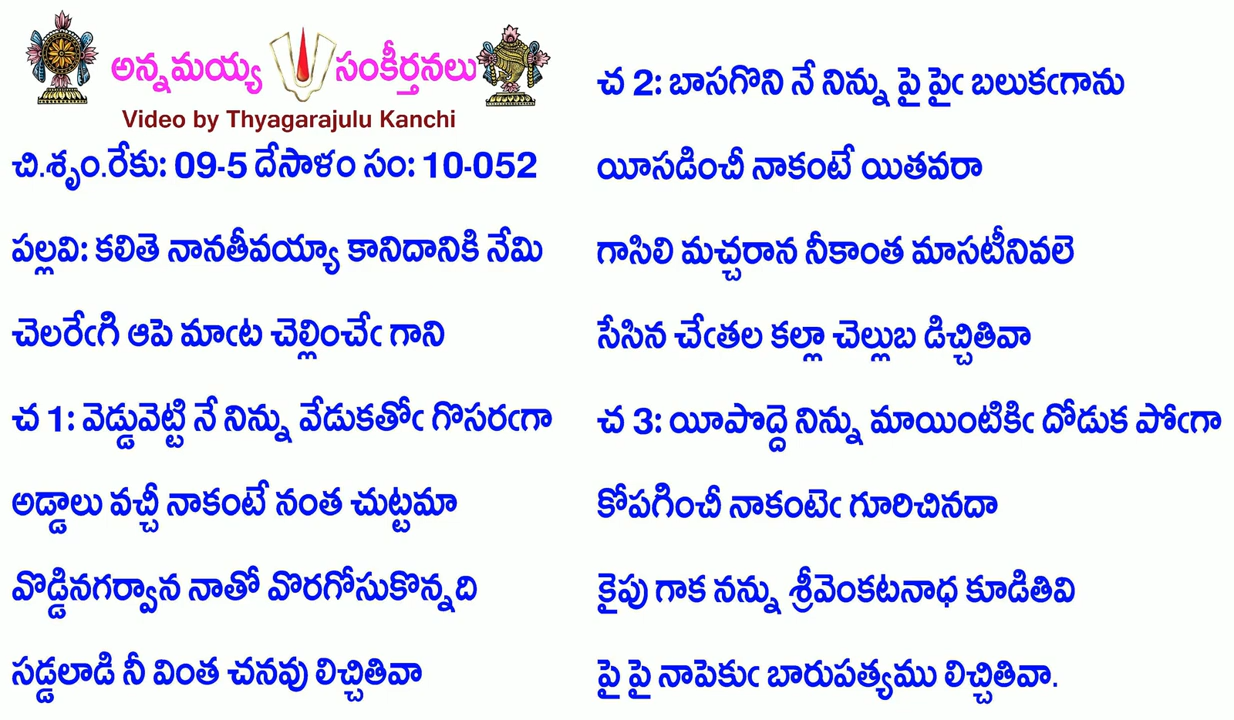 అన్నమయ్య సంకీర్తనలు
Video by Thyagarajulu Kanchi
చి.శృం.రేకు: 09-5 దేసాళం సం: 10-052
పల్లవి: కలితె నానతీవయ్యా కానిదానికి నేమి
చెలరేఁగి ఆపె మాఁట చెల్లించేఁ గాని
చ 1: వెడ్డువెట్టి నే నిన్ను వేడుకతోఁ గొసరఁగా
అడ్డాలు వచ్చీ నాకంటే నంత చుట్టమా
వొడ్డినగర్వాన నాతో వొరగోసుకొన్నది
సడ్డలాడి నీ వింత చనవు లిచ్చితివా
చ 2: బాసగొని నే నిన్ను పై పైఁ బలుకఁగాను
యీసడించీ నాకంటే యితవరా
గాసిలి మచ్చరాన నీకాంత మాసటీనివలె
సేసిన చేఁతల కల్లా చెల్లుబ డిచ్చితివా
చ 3: యీపొద్దె నిన్ను మాయింటికిఁ దోడుక పోఁగా
కోపగించీ నాకంటెఁ గూరిచినదా
కైపు గాక నన్ను శ్రీవెంకటనాధ కూడితివి
పై పై నాపెకుఁ బారుపత్యము లిచ్చితివా.